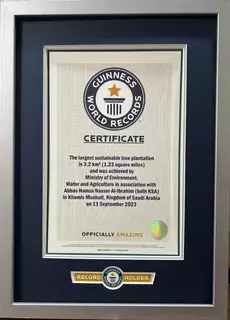 GUINNESS
WORLD RECORDS
CERTIFICATE
The largest sustainable tree plantation
is 3.2 km² (1.23 square miles)
and was achieved by
Ministry of Environment,
Water and Agriculture in association with
Abbas Hamza Nasser Al-Ibrahim (both KSA)
in Khamis Mushait, Kingdom of Saudi Arabia
on 13 September 2023
OFFICIALLY AMAZING
RECORD HOLDER